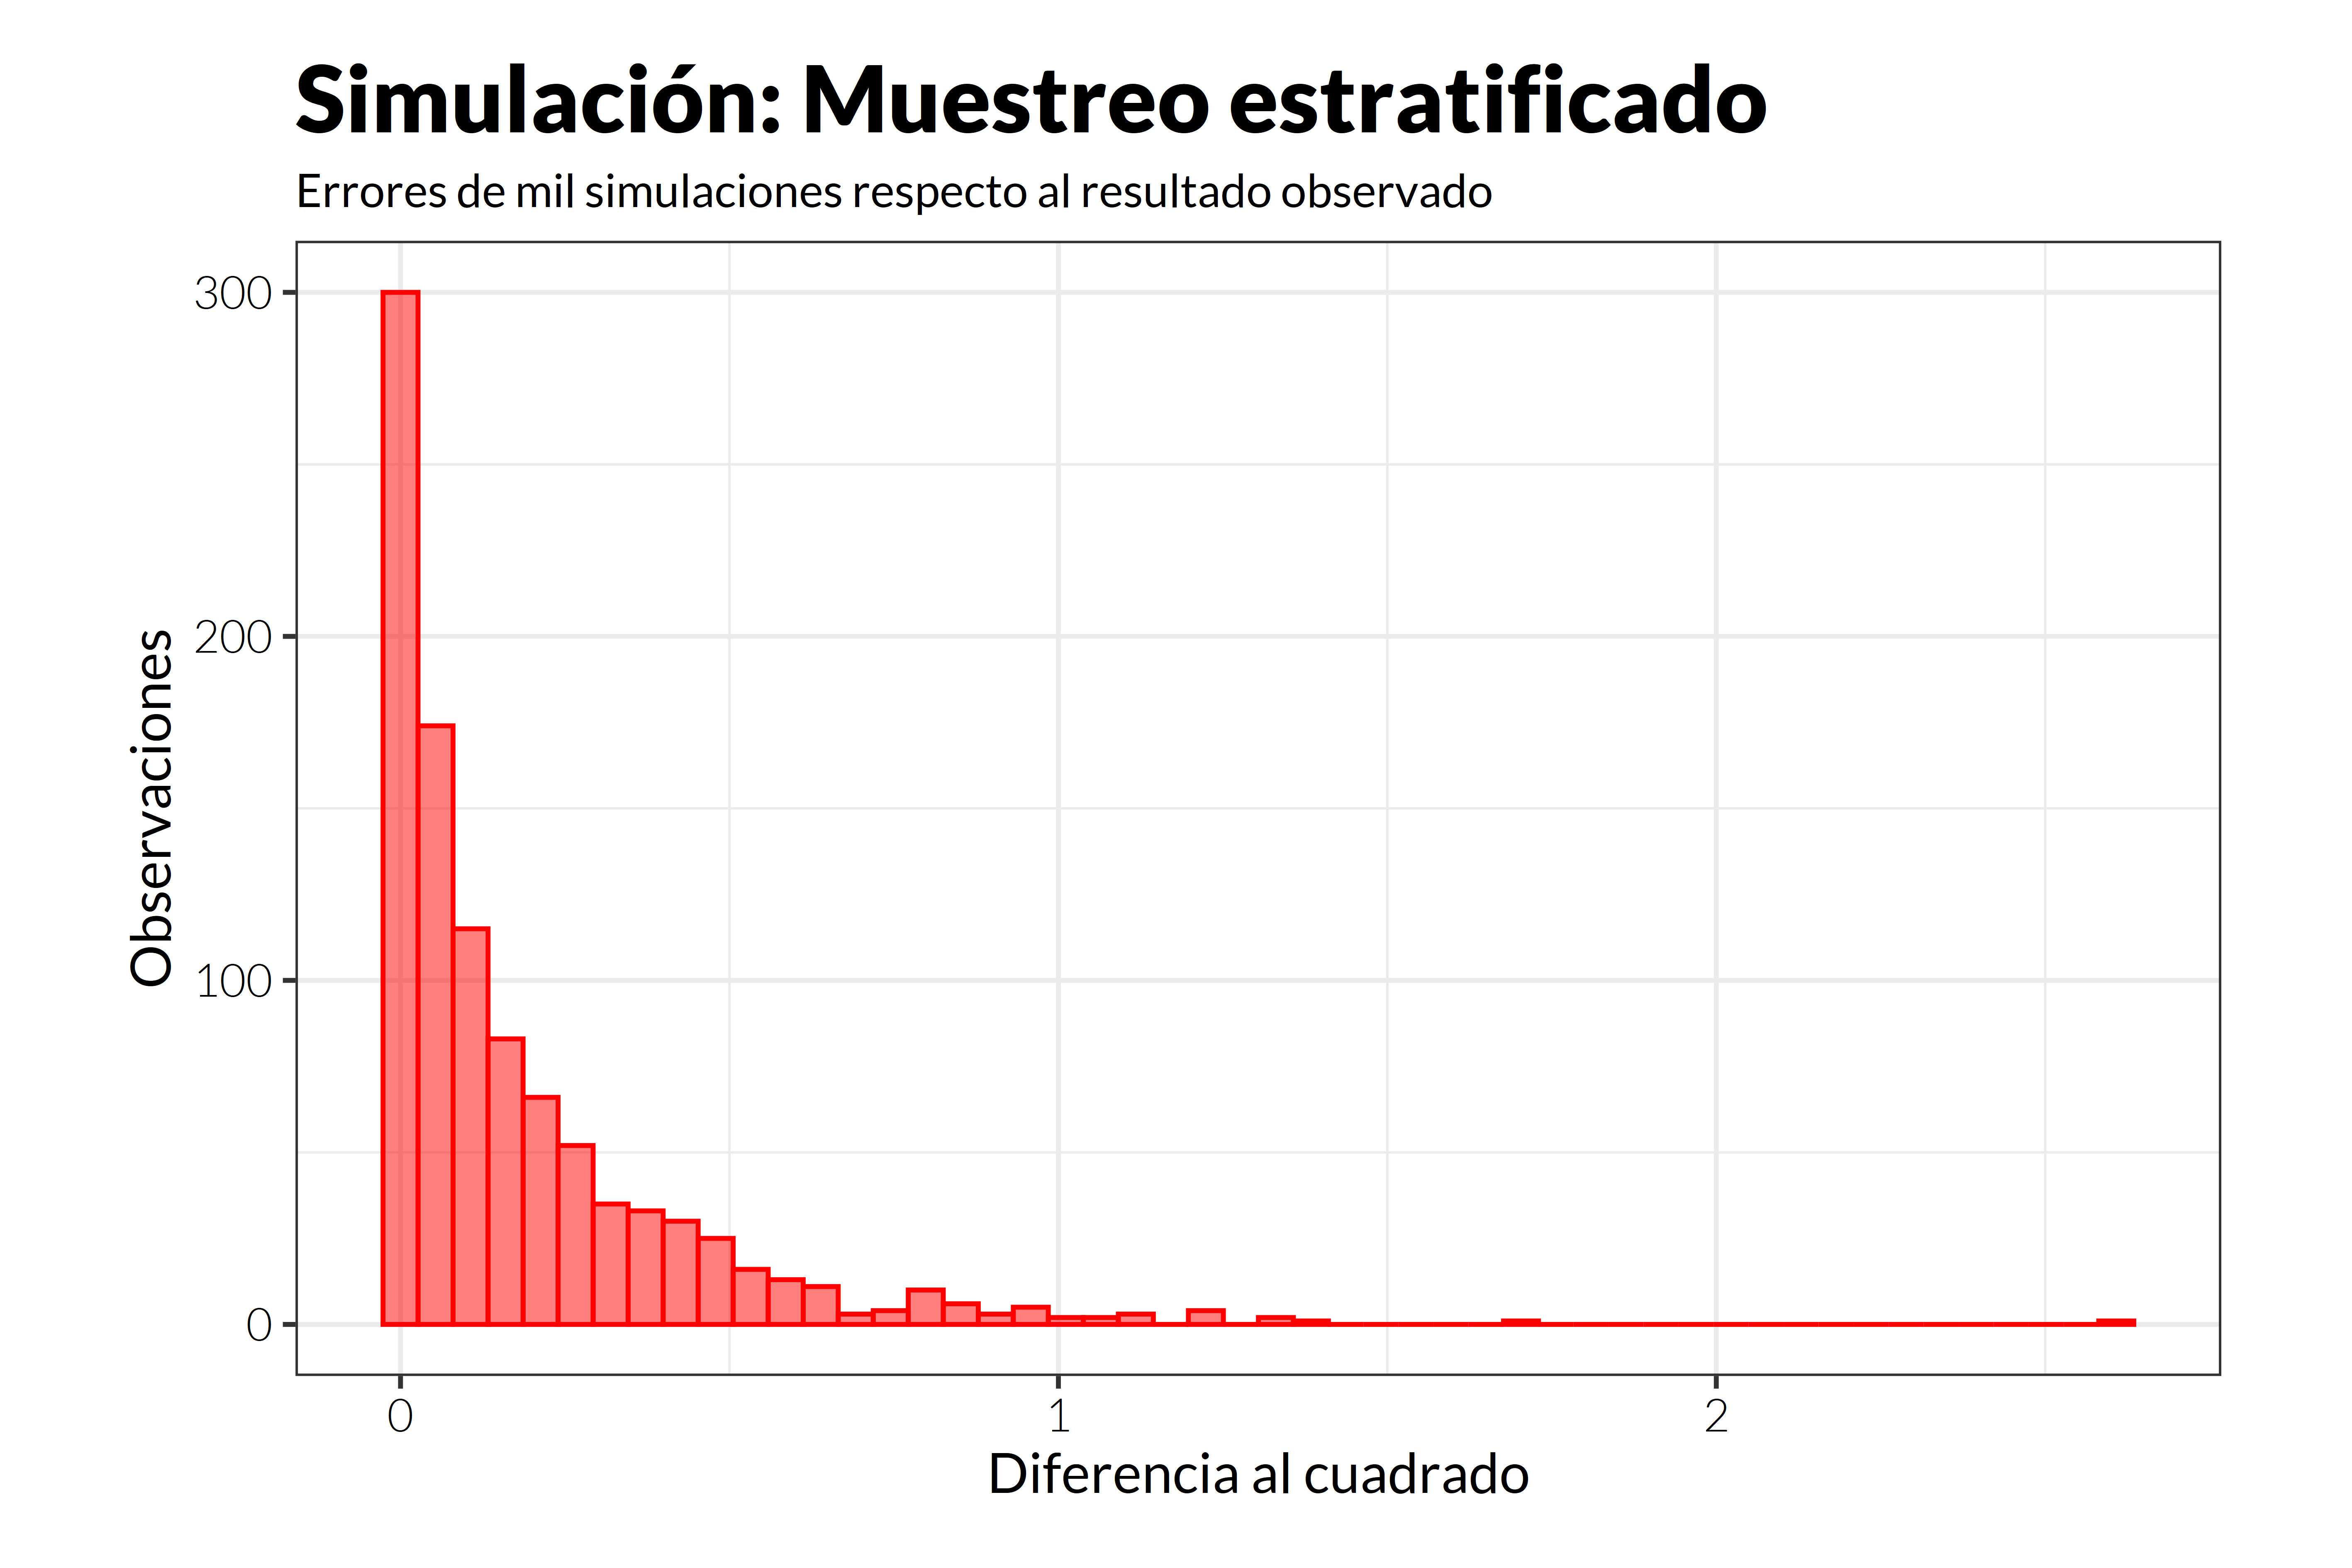 Simulación: Muestreo estratificado
Errores de mil simulaciones respecto al resultado observado
Observaciones
300
200
100
0
0 1 2
Diferencia al cuadrado